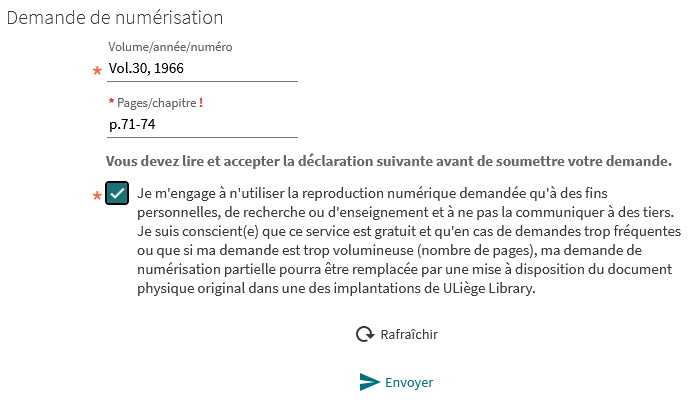 Demande de numérisation
Volume/année/numéro
* Vol.30, 1966
* Pages/chapitre !
p.71-74
Vous devez lire et accepter la déclaration suivante avant de soumettre votre demande.
* Je m'engage à n'utiliser la reproduction numérique demandée qu'à des fins
personnelles, de recherche ou d'enseignement et à ne pas la communiquer à des tiers.
Je suis conscient(e) que ce service est gratuit et qu'en cas de demandes trop fréquentes
ou que si ma demande est trop volumineuse (nombre de pages), ma demande de
numérisation partielle pourra être remplacée par une mise à disposition du document
physique original dans une des implantations de ULiège Library.
Rafraîchir
Envoyer